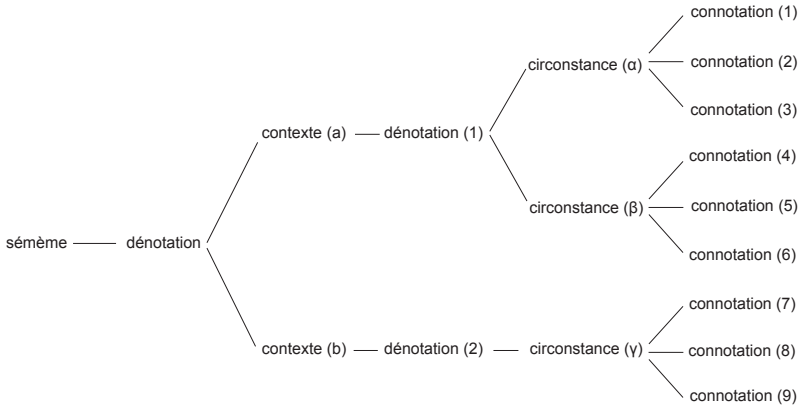 connotation (1)
circonstance (α)
connotation (2)
connotation (3)
contexte (a)
dénotation (1)
connotation (4)
circonstance (β)
connotation (5)
connotation (6)
sémème
dénotation
connotation (7)
contexte (b)
dénotation (2)
circonstance (γ)
connotation (8)
connotation (9)